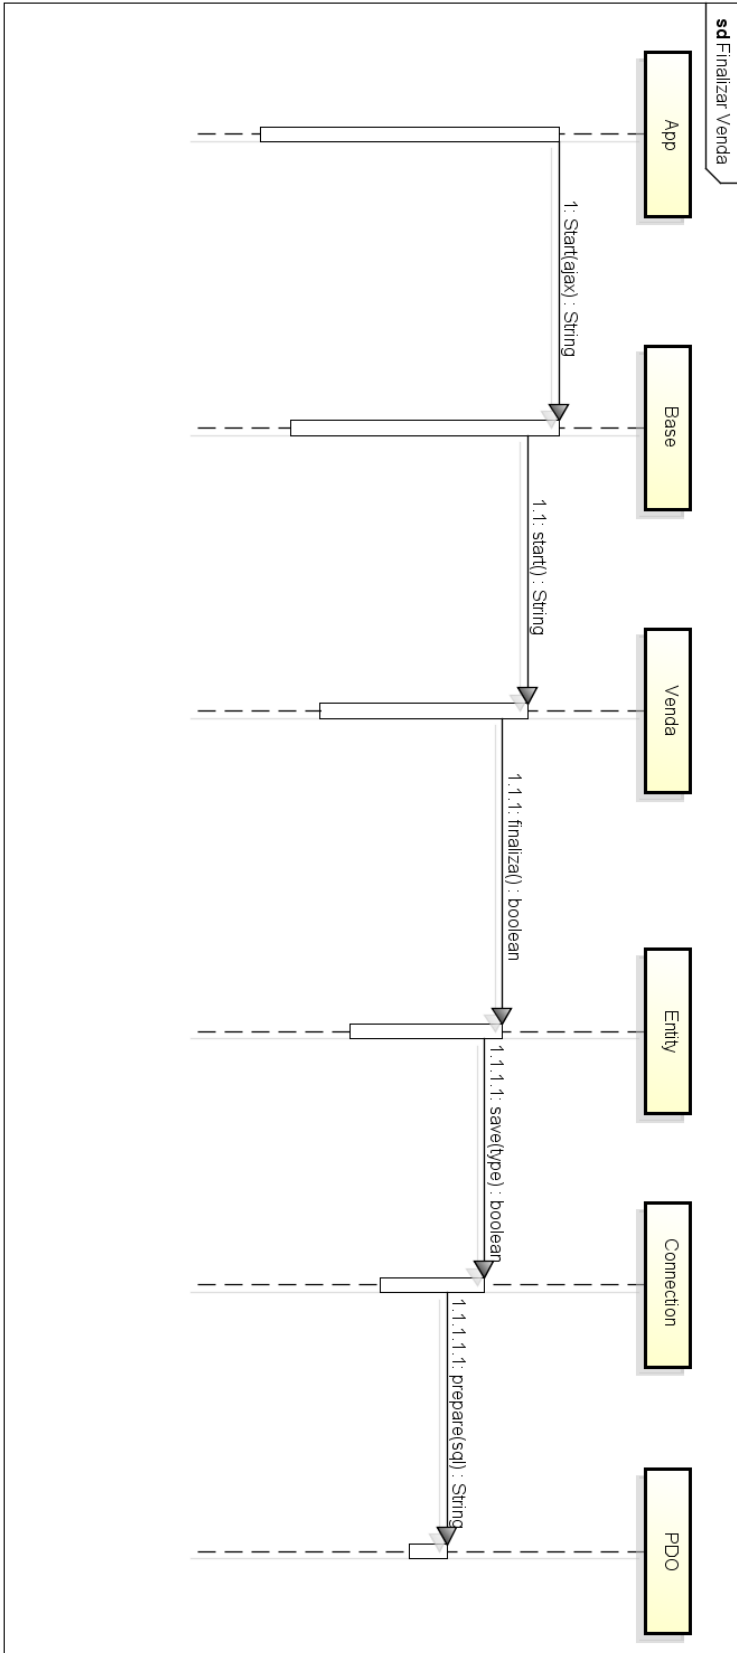 sd Finalizar Venda
App
Base
Venda
Entity
Connection
PDO
1: Start(ajax) : String
1.1: start() : String
1.1.1: finaliza() : boolean
1.1.1.1: save(type) : boolean
1.1.1.1.1: prepare(sql) : String